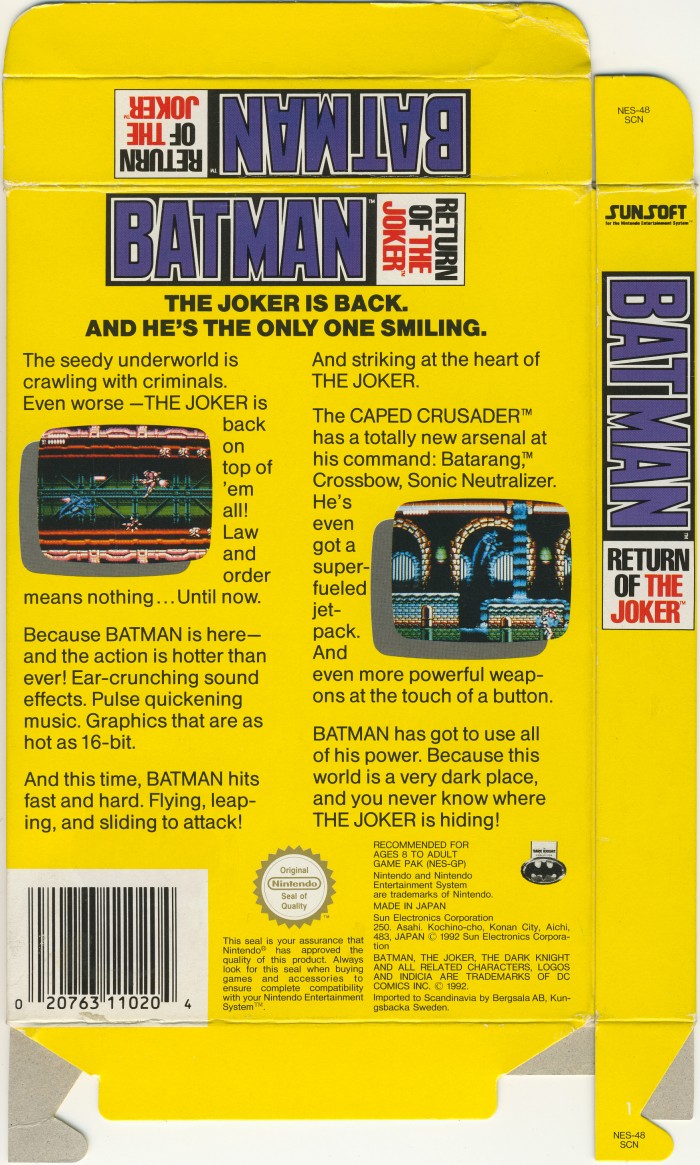 BATMAN™
RETURN
OF THE
JOKER™
BATMAN™
RETURN
OF THE
JOKER™
THE JOKER IS BACK.
AND HE'S THE ONLY ONE SMILING.
The seedy underworld is
crawling with criminals.
Even worse —THE JOKER is
back
on
top of
'em
all!
Law
and
order
means nothing...Until now.
Because BATMAN is here—
and the action is hotter than
ever! Ear-crunching sound
effects. Pulse quickening
music. Graphics that are as
hot as 16-bit.
And this time, BATMAN hits
fast and hard. Flying, leap-
ing, and sliding to attack!
And striking at the heart of
THE JOKER.
The CAPED CRUSADER™
has a totally new arsenal at
his command: Batarang,™
Crossbow, Sonic Neutralizer.
He's
even
got a
super-
fueled
jet-
pack.
And
even more powerful weap-
ons at the touch of a button.
BATMAN has got to use all
of his power. Because this
world is a very dark place,
and you never know where
THE JOKER is hiding!
0 20763 11020 4
Original
Nintendo
Seal of
Quality
™
This seal is your assurance that
Nintendo® has approved the
quality of this product. Always
look for this seal when buying
games and accessories to
ensure complete compatibility
with your Nintendo Entertainment
System™.
RECOMMENDED FOR
AGES 8 TO ADULT
GAME PAK (NES-GP)
Nintendo and Nintendo
Entertainment System
are trademarks of Nintendo.
MADE IN JAPAN
Sun Electronics Corporation
250. Asahi. Kochino-cho, Konan City, Aichi,
483, JAPAN © 1992 Sun Electronics Corpora-
tion
BATMAN, THE JOKER, THE DARK KNIGHT
AND ALL RELATED CHARACTERS, LOGOS
AND INDICIA ARE TRADEMARKS OF DC
COMICS INC. © 1992.
Imported to Scandinavia by Bergsala AB, Kun-
gsbacka Sweden.
NES-48
SCN
SUNSOFT
for the Nintendo Entertainment System™
BATMAN™
RETURN
OF THE
JOKER™
1
NES-48
SCN